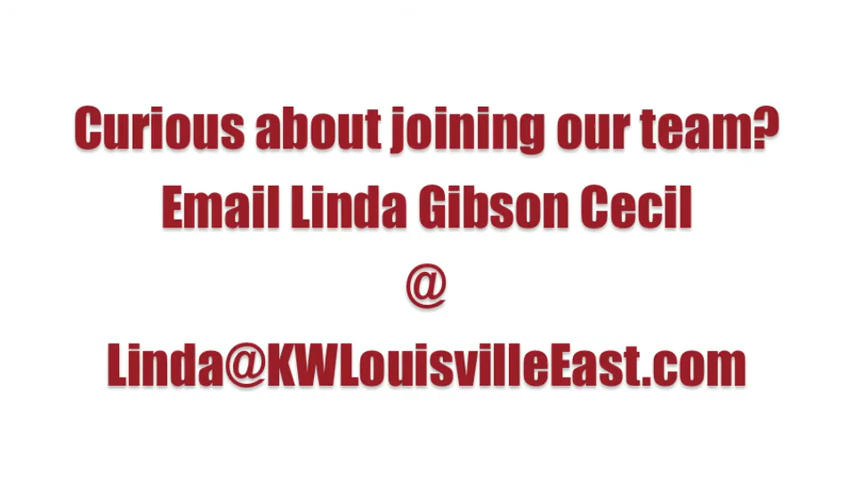 Curious about joining our team?
Email Linda Gibson Cecil
@
Linda@KWLouisvilleEast.com